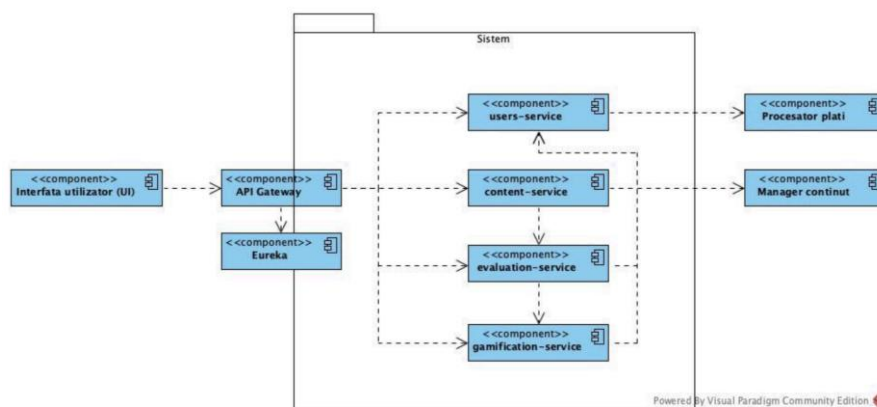 Sistem
<<component>>
users-service
<<component>>
Procesator plati
<<component>>
Interfata utilizator (UI)
<<component>>
API Gateway
<<component>>
content-service
<<component>>
Manager continut
<<component>>
Eureka
<<component>>
evaluation-service
<<component>>
gamification-service
Powered By Visual Paradigm Community Edition